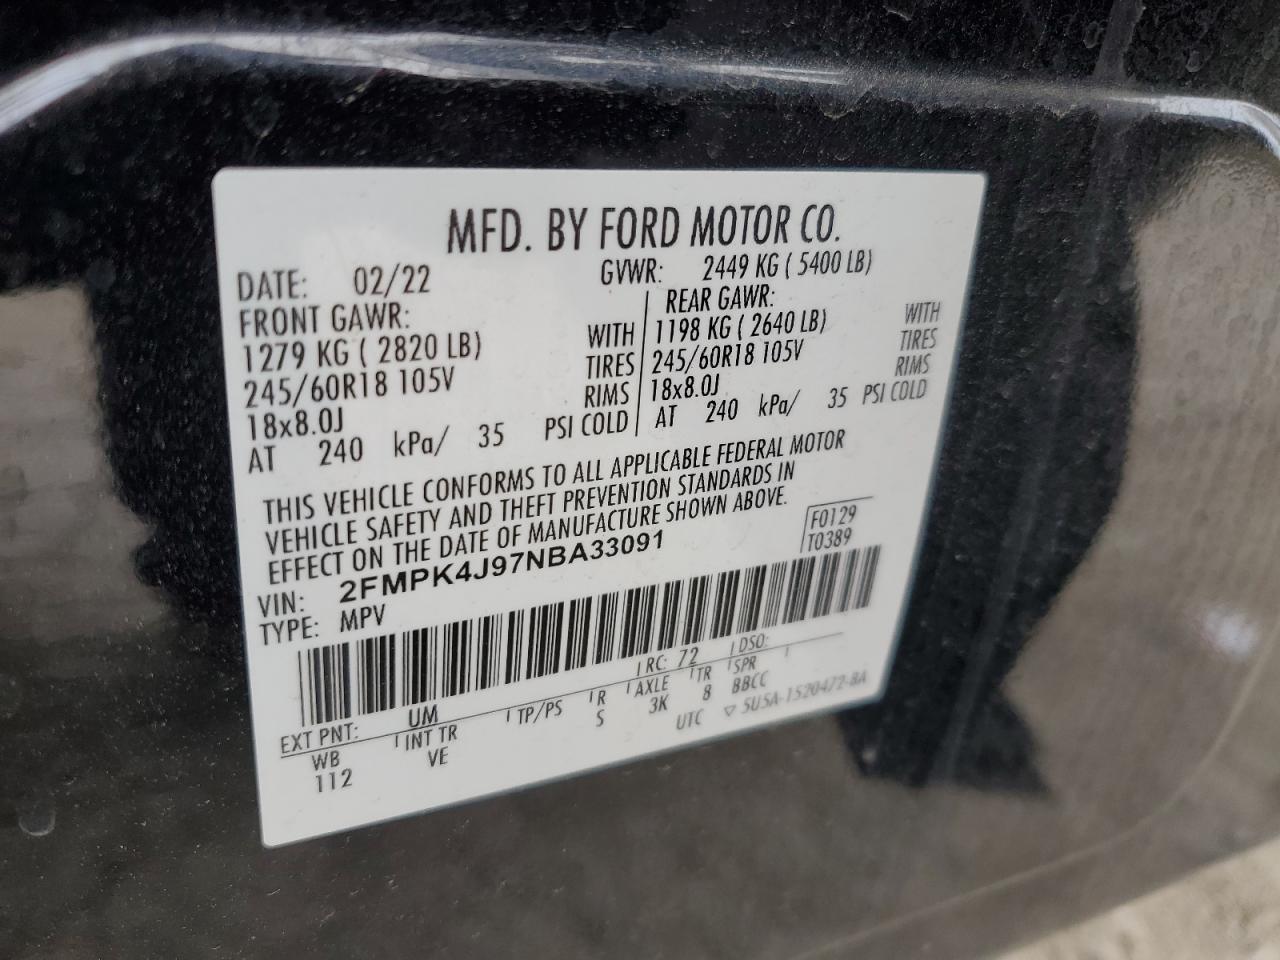 MFD. BY FORD MOTOR CO.
DATE: 02/22 GVWR: 2449 KG ( 5400 LB)
FRONT GAWR: REAR GAWR:
1279 KG ( 2820 LB) WITH 1198 KG ( 2640 LB) WITH
245/60R18 105V TIRES 245/60R18 105V TIRES
18x8.0J RIMS 18x8.0J RIMS
AT 240 kPa/ 35 PSI COLD AT 240 kPa/ 35 PSI COLD
THIS VEHICLE CONFORMS TO ALL APPLICABLE FEDERAL MOTOR
VEHICLE SAFETY AND THEFT PREVENTION STANDARDS IN
EFFECT ON THE DATE OF MANUFACTURE SHOWN ABOVE.
F0129
VIN: 2FMPK4J97NBA33091 T0389
TYPE: MPV
EXT PNT: UM RC: 72 DSO:
WB INT TR TP/PS R AXLE TR SPR
112 VE S 3K 8 BBCC
UTC ▽ 5U5A-1520472-BA